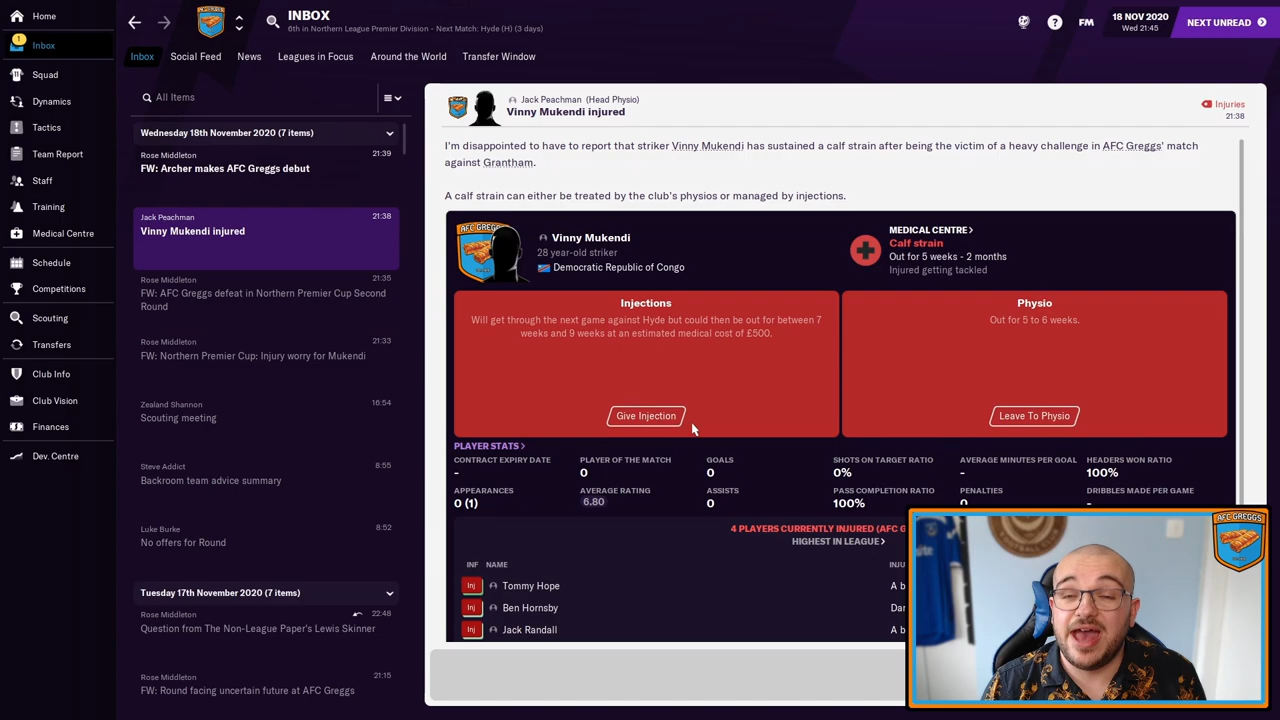 Home
INBOX
6th in Northern League Premier Division - Next Match: Hyde (H) (3 days)
FM
18 NOV 2020
Wed 21:45
NEXT UNREAD
1
Inbox
Squad
Dynamics
Tactics
Team Report
Staff
Training
Medical Centre
Schedule
Competitions
Scouting
Transfers
Club Info
Club Vision
Finances
Dev. Centre
Inbox
Social Feed
News
Leagues in Focus
Around the World
Transfer Window
All Items
Wednesday 18th November 2020 (7 items)
Rose Middleton
21:39
FW: Archer makes AFC Greggs debut
Jack Peachman
21:38
Vinny Mukendi injured
Rose Middleton
21:35
FW: AFC Greggs defeat in Northern Premier Cup Second
Round
Rose Middleton
21:33
FW: Northern Premier Cup: Injury worry for Mukendi
Zealand Shannon
16:54
Scouting meeting
Steve Addict
8:55
Backroom team advice summary
Luke Burke
8:52
No offers for Round
Tuesday 17th November 2020 (7 items)
Rose Middleton
22:48
Question from The Non-League Paper's Lewis Skinner
Rose Middleton
21:15
FW: Round facing uncertain future at AFC Greggs
Jack Peachman (Head Physio)
Vinny Mukendi injured
Injuries
21:38
I'm disappointed to have to report that striker Vinny Mukendi has sustained a calf strain after being the victim of a heavy challenge in AFC Greggs' match
against Grantham.
A calf strain can either be treated by the club's physios or managed by injections.
AFC GREGGS
Vinny Mukendi
28 year-old striker
Democratic Republic of Congo
MEDICAL CENTRE
Calf strain
Out for 5 weeks - 2 months
Injured getting tackled
Injections
Will get through the next game against Hyde but could then be out for between 7
weeks and 9 weeks at an estimated medical cost of £500.
Give Injection
Physio
Out for 5 to 6 weeks.
Leave To Physio
PLAYER STATS
CONTRACT EXPIRY DATE
-
PLAYER OF THE MATCH
0
GOALS
0
SHOTS ON TARGET RATIO
0%
AVERAGE MINUTES PER GOAL
-
HEADERS WON RATIO
100%
APPEARANCES
0 (1)
AVERAGE RATING
6.80
ASSISTS
0
PASS COMPLETION RATIO
100%
PENALTIES
0
DRIBBLES MADE PER GAME
-
4 PLAYERS CURRENTLY INJURED (AFC G
HIGHEST IN LEAGUE
INF
NAME
INJU
Inj
Tommy Hope
A b
Inj
Ben Hornsby
Dar
Inj
Jack Randall
A b
AFC GREGGS